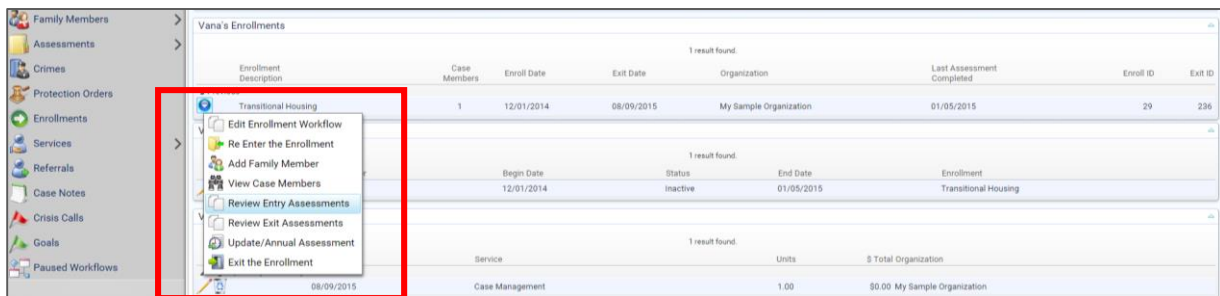 Family Members
Assessments
Crimes
Protection Orders
Enrollments
Services
Referrals
Case Notes
Crisis Calls
Goals
Paused Workflows
Vana's Enrollments
1 result found.
Enrollment Description Case Members Enroll Date Exit Date Organization Last Assessment Completed Enroll ID Exit ID
Transitional Housing 1 12/01/2014 08/09/2015 My Sample Organization 01/05/2015 29 236
Edit Enrollment Workflow
Re Enter the Enrollment
Add Family Member
View Case Members
Review Entry Assessments
Review Exit Assessments
Update/Annual Assessment
Exit the Enrollment
1 result found.
Begin Date Status End Date Enrollment
12/01/2014 Inactive 01/05/2015 Transitional Housing
1 result found.
Service Units $ Total Organization
08/09/2015 Case Management 1.00 $0.00 My Sample Organization